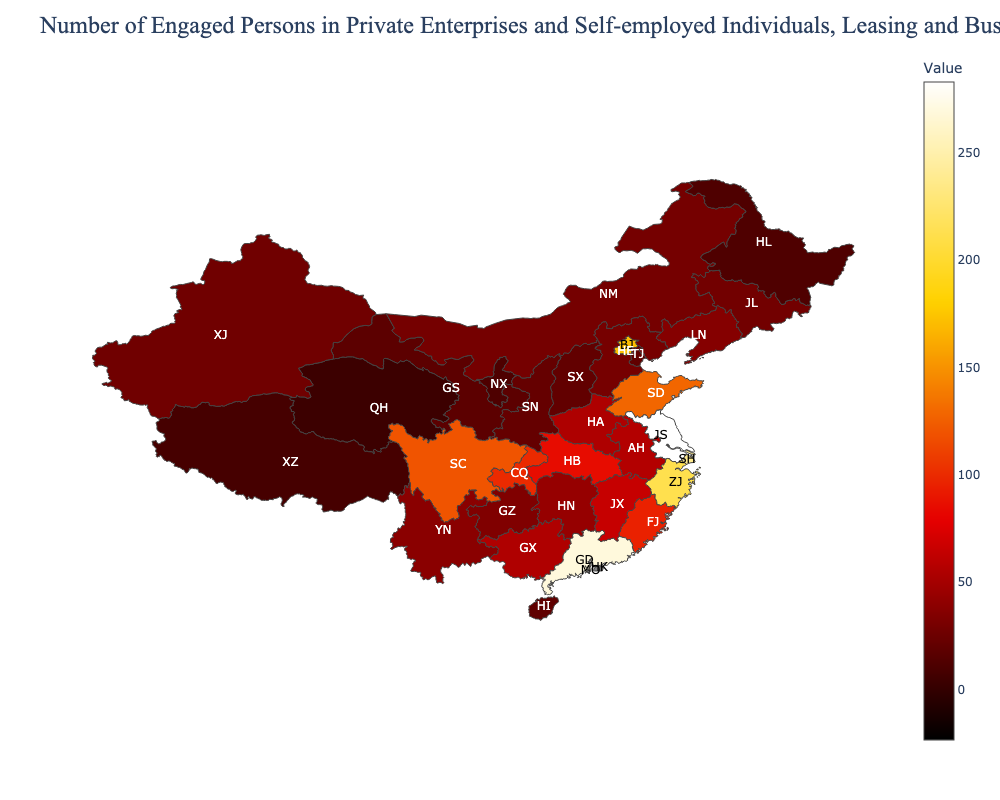 Number of Engaged Persons in Private Enterprises and Self-employed Individuals, Leasing and Bus
Value
250
200
150
100
50
0
HL
NM
JL
XJ
LN
BJ
HE
TJ
SX
NX
GS
SD
SN
QH
HA
JS
AH
SH
XZ
SC
HB
CQ
ZJ
HN
JX
GZ
FJ
YN
GX
GD
HK
MO
HI